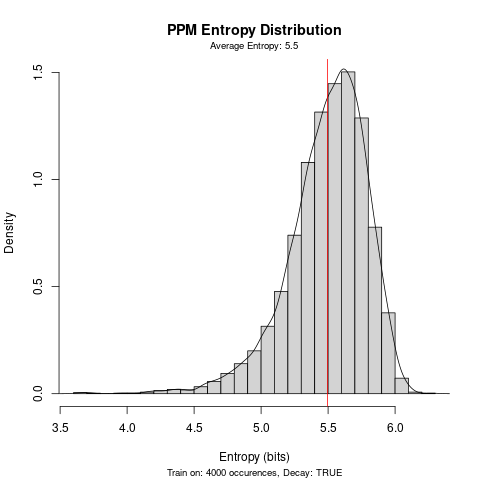 PPM Entropy Distribution
Average Entropy: 5.5
1.5
1.0
0.5
0.0
Density
3.5 4.0 4.5 5.0 5.5 6.0
Entropy (bits)
Train on: 4000 occurences, Decay: TRUE